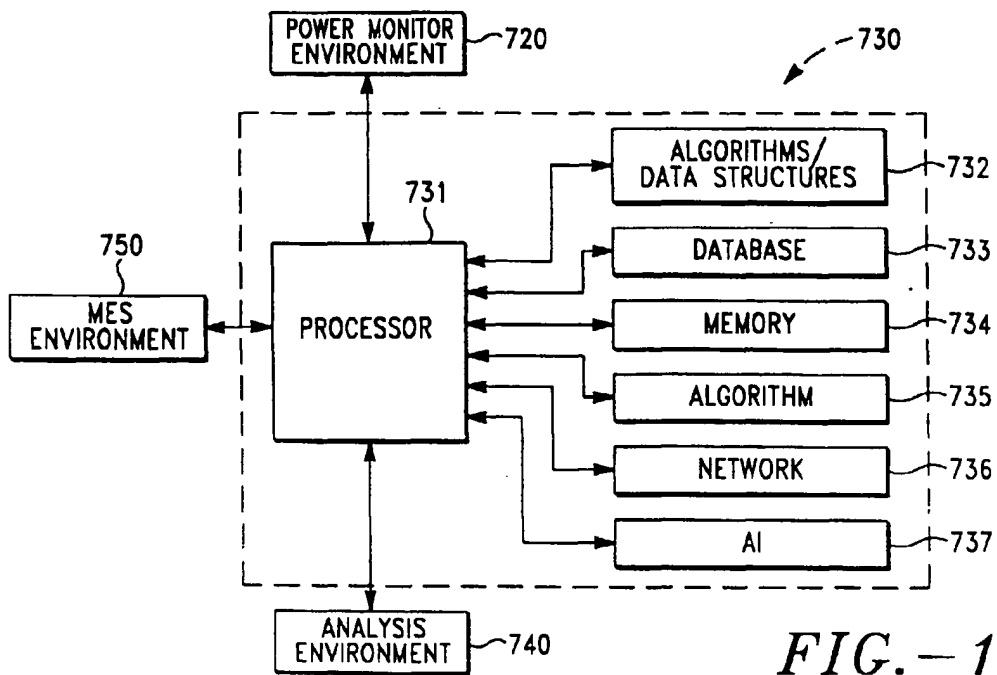 POWER MONITOR
ENVIRONMENT
720
730
ALGORITHMS/
DATA STRUCTURES
732
731
750
DATABASE
733
MES
ENVIRONMENT
PROCESSOR
MEMORY
734
ALGORITHM
735
NETWORK
736
AI
737
ANALYSIS
ENVIRONMENT
740
FIG.-1